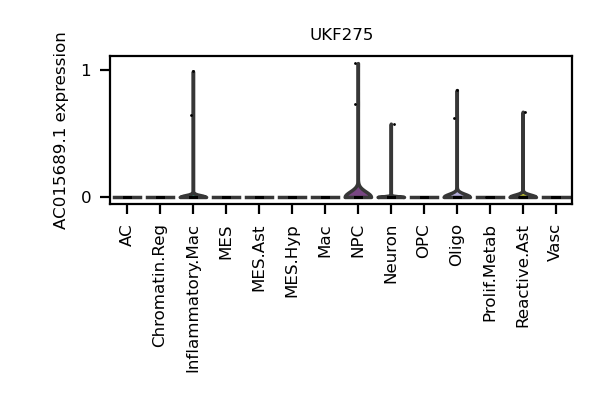 UKF275
AC015689.1 expression
1
0
AC
Chromatin.Reg
Inflammatory.Mac
MES
MES.Ast
MES.Hyp
Mac
NPC
Neuron
OPC
Oligo
Prolif.Metab
Reactive.Ast
Vasc